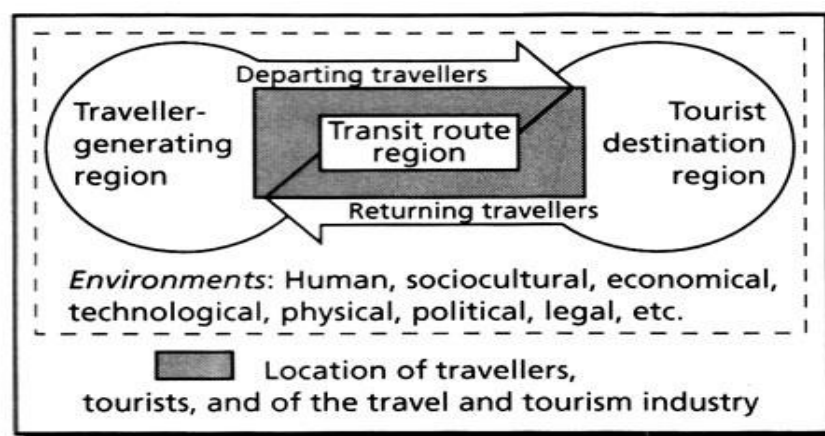 Departing travellers
Traveller-
generating
region
Transit route
region
Tourist
destination
region
Returning travellers
Environments: Human, sociocultural, economical,
technological, physical, political, legal, etc.
Location of travellers,
tourists, and of the travel and tourism industry